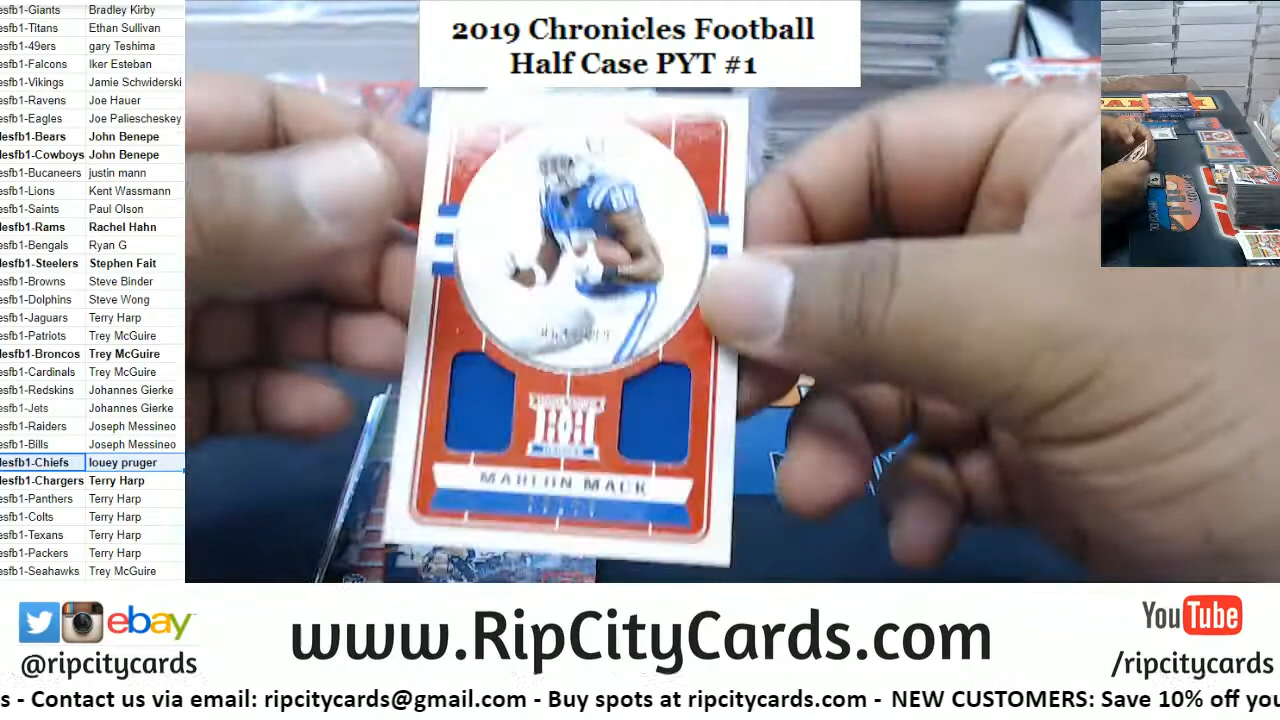 2019 Chronicles Football
Half Case PYT #1
esfb1-Giants Bradley Kirby
esfb1-Titans Ethan Sullivan
esfb1-49ers gary Teshima
esfb1-Falcons Iker Esteban
esfb1-Vikings Jamie Schwiderski
esfb1-Ravens Joe Hauer
esfb1-Eagles Joe Paliescheskey
lesfb1-Bears John Benepe
lesfb1-Cowboys John Benepe
esfb1-Bucaneers justin mann
esfb1-Lions Kent Wassmann
esfb1-Saints Paul Olson
lesfb1-Rams Rachel Hahn
esfb1-Bengals Ryan G
lesfb1-Steelers Stephen Fait
esfb1-Browns Steve Binder
esfb1-Dolphins Steve Wong
esfb1-Jaguars Terry Harp
esfb1-Patriots Trey McGuire
lesfb1-Broncos Trey McGuire
esfb1-Cardinals Trey McGuire
esfb1-Redskins Johannes Gierke
esfb1-Jets Johannes Gierke
esfb1-Raiders Joseph Messineo
esfb1-Bills Joseph Messineo
lesfb1-Chiefs louey pruger
lesfb1-Chargers Terry Harp
esfb1-Panthers Terry Harp
esfb1-Colts Terry Harp
esfb1-Texans Terry Harp
esfb1-Packers Terry Harp
esfb1-Seahawks Trey McGuire
PANINI
HH
MARLON MACK
ebay
@ripcitycards
www.RipCityCards.com
YouTube
/ripcitycards
s - Contact us via email: ripcitycards@gmail.com - Buy spots at ripcitycards.com - NEW CUSTOMERS: Save 10% off you